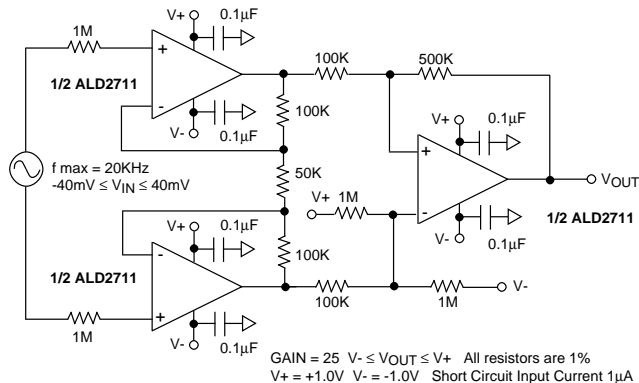 V+
0.1µF
1M
1/2 ALD2711
+
-
0.1µF
V-
100K
100K
500K
V+
0.1µF
+
-
VOUT
f max = 20KHz
-40mV ≤ VIN ≤ 40mV
50K
V+
1M
V-
0.1µF
1/2 ALD2711
V+
0.1µF
1/2 ALD2711
-
+
100K
100K
1M
V-
1M
V-
0.1µF
GAIN = 25 V- ≤ VOUT ≤ V+ All resistors are 1%
V+ = +1.0V V- = -1.0V Short Circuit Input Current 1µA